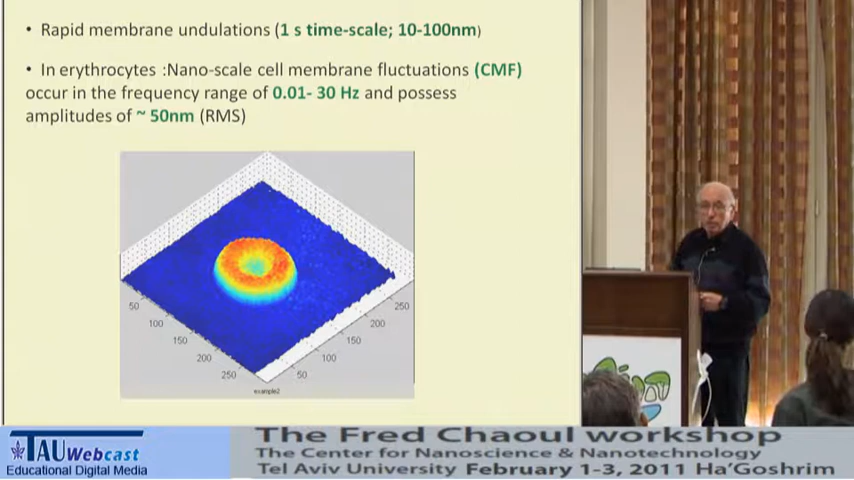 • Rapid membrane undulations (1 s time-scale; 10-100nm)
• In erythrocytes :Nano-scale cell membrane fluctuations (CMF)
occur in the frequency range of 0.01- 30 Hz and possess
amplitudes of ~ 50nm (RMS)
50
100
150
200
250
50
100
150
200
250
example2
TAU Webcast
Educational Digital Media
The Fred Chaoul workshop
The Center for Nanoscience & Nanotechnology
Tel Aviv University February 1-3, 2011 Ha'Goshrim